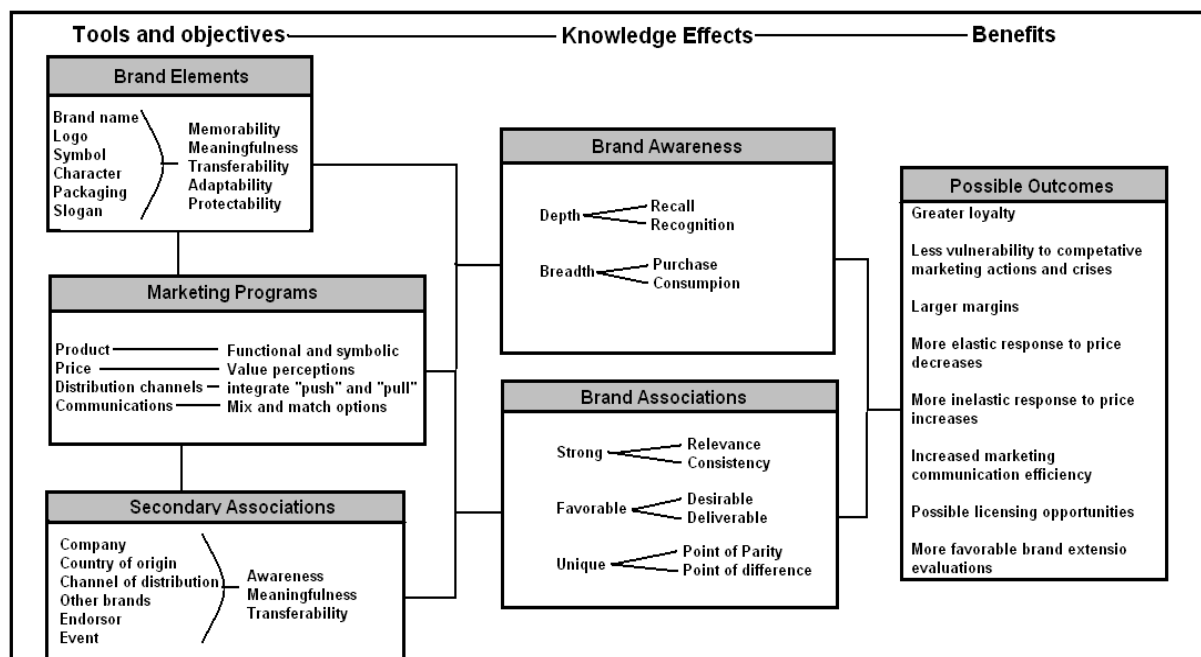 Tools and objectives
Knowledge Effects
Benefits
Brand Elements
Brand name
Logo
Symbol
Character
Packaging
Slogan
Memorability
Meaningfulness
Transferability
Adaptability
Protectability
Marketing Programs
Product
Functional and symbolic
Price
Value perceptions
Distribution channels
integrate "push" and "pull"
Communications
Mix and match options
Secondary Associations
Company
Country of origin
Channel of distribution
Other brands
Endorsor
Event
Awareness
Meaningfulness
Transferability
Brand Awareness
Depth
Recall
Recognition
Breadth
Purchase
Consumpion
Brand Associations
Strong
Relevance
Consistency
Favorable
Desirable
Deliverable
Unique
Point of Parity
Point of difference
Possible Outcomes
Greater loyalty
Less vulnerability to competative
marketing actions and crises
Larger margins
More elastic response to price
decreases
More inelastic response to price
increases
Increased marketing
communication efficiency
Possible licensing opportunities
More favorable brand extensio
evaluations